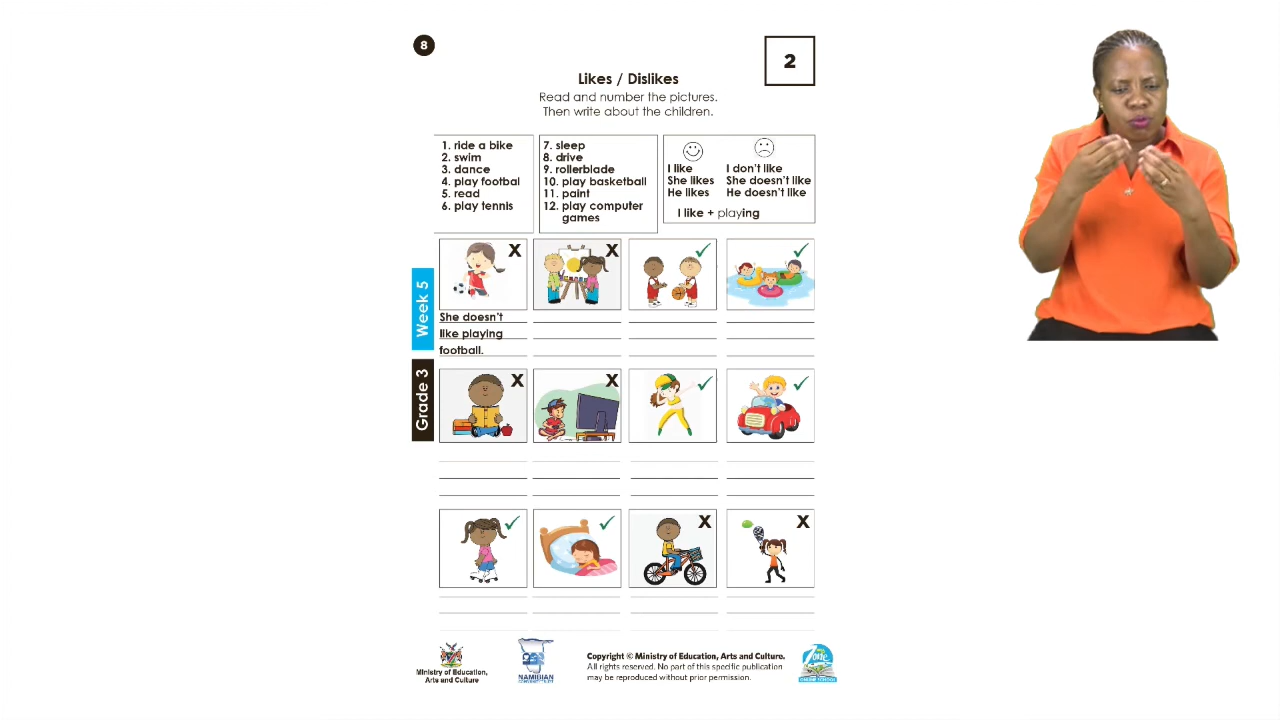 8
2
Likes / Dislikes
Read and number the pictures.
Then write about the children.
1. ride a bike
2. swim
3. dance
4. play footbal
5. read
6. play tennis
7. sleep
8. drive
9. rollerblade
10. play basketball
11. paint
12. play computer
games
I like
She likes
He likes
I don't like
She doesn't like
He doesn't like
I like + playing
X
X
She doesn't
like playing
football.
Week 5
Grade 3
X
X
X
X
Ministry of Education,
Arts and Culture
NAMIBIAN
Copyright © Ministry of Education, Arts and Culture.
All rights reserved. No part of this specific publication
may be reproduced without prior permission.
Zone
ONLINE SCHOOL